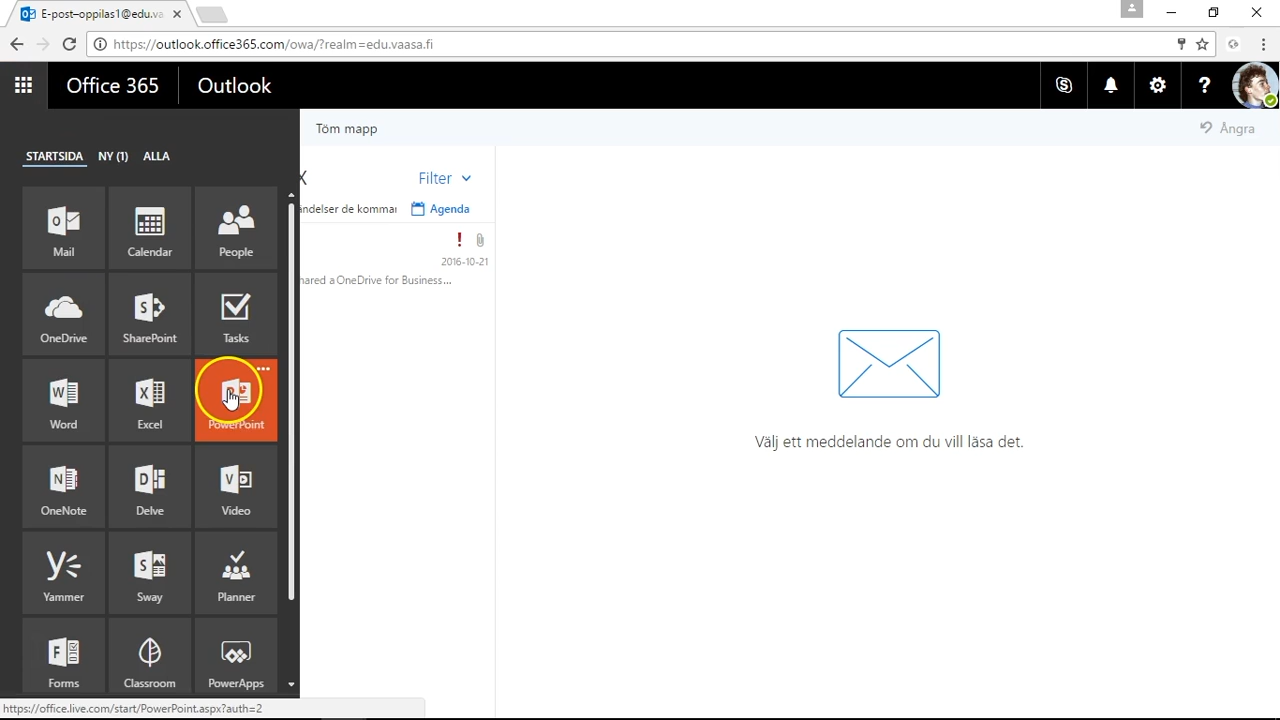 E-post–oppilas1@edu.va
https://outlook.office365.com/owa/?realm=edu.vaasa.fi
Office 365
Outlook
Töm mapp
Ångra
STARTSIDA
NY (1)
ALLA
X
Filter
ändelser de kommar
Agenda
!
2016-10-21
hared a OneDrive for Business...
Mail
Calendar
People
OneDrive
SharePoint
Tasks
Word
Excel
PowerPoint
OneNote
Delve
Video
Yammer
Sway
Planner
Forms
Classroom
PowerApps
Välj ett meddelande om du vill läsa det.
https://office.live.com/start/PowerPoint.aspx?auth=2